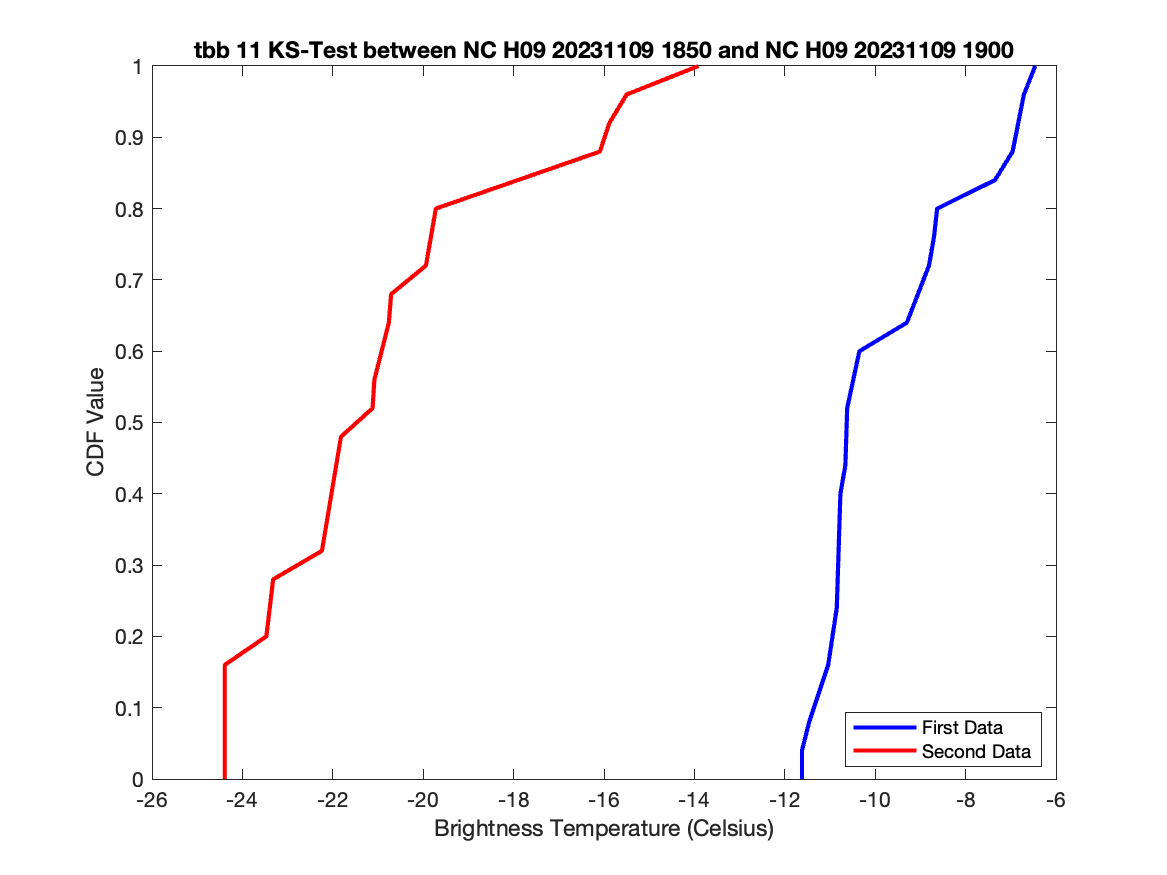 tbb 11 KS-Test between NC H09 20231109 1850 and NC H09 20231109 1900
1
0.9
0.8
0.7
0.6
0.5
0.4
0.3
0.2
0.1
0
CDF Value
First Data
Second Data
-26 -24 -22 -20 -18 -16 -14 -12 -10 -8 -6
Brightness Temperature (Celsius)